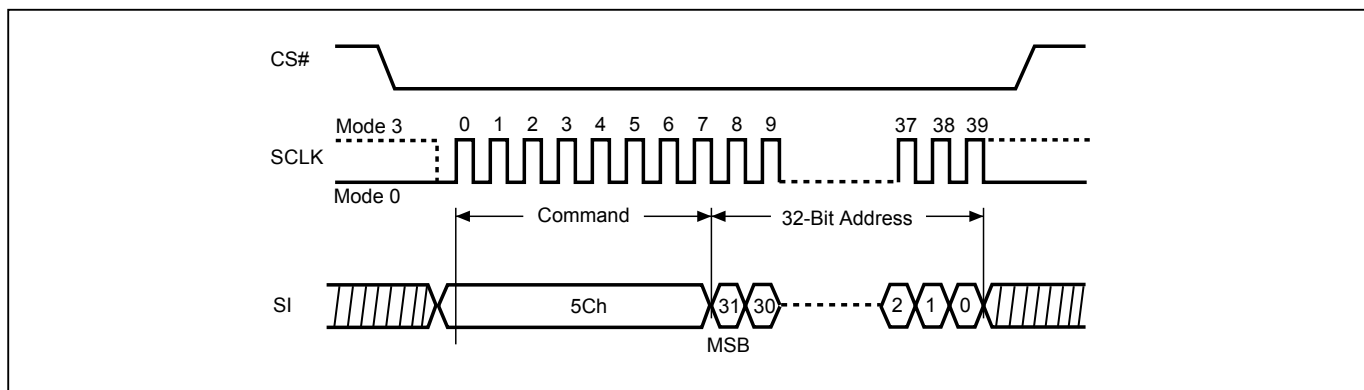 CS#
Mode 3
0 1 2 3 4 5 6 7 8 9 37 38 39
SCLK
Mode 0
Command
32-Bit Address
SI
5Ch
31 30
2 1 0
MSB